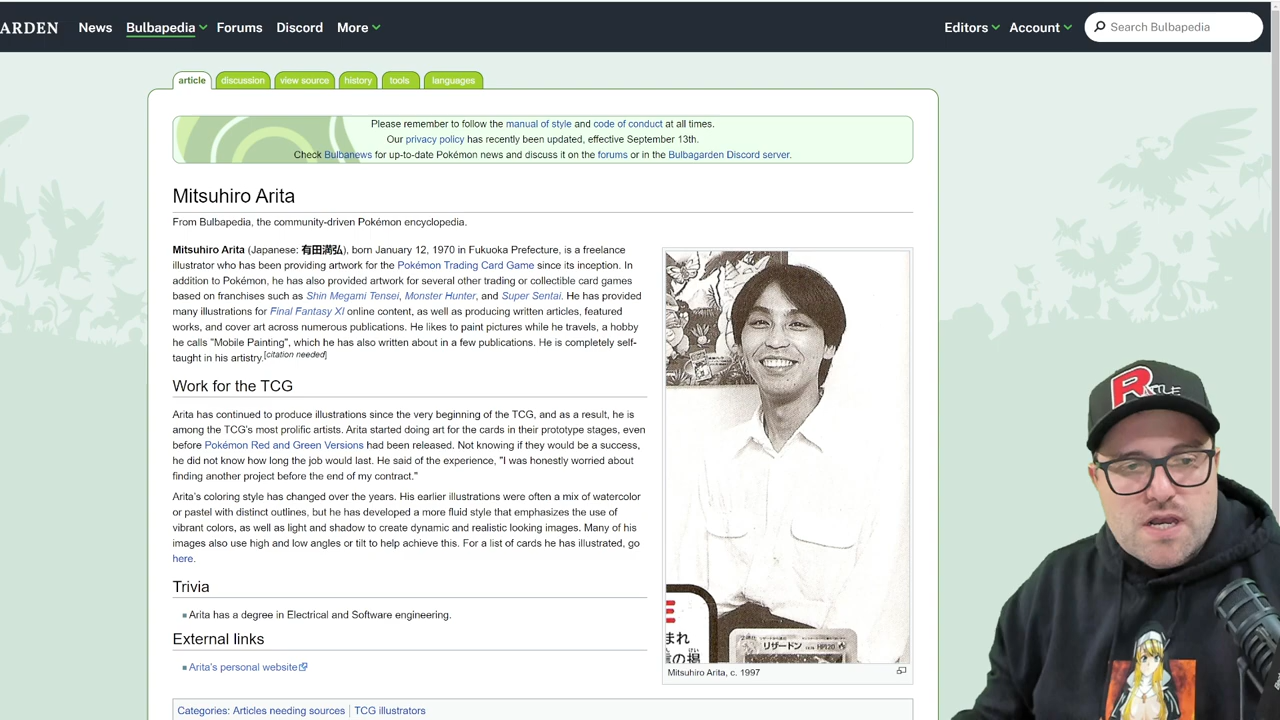 ARDEN News Bulbapedia Forums Discord More Editors Account Search Bulbapedia
article discussion view source history tools languages
Please remember to follow the manual of style and code of conduct at all times.
Our privacy policy has recently been updated, effective September 13th.
Check Bulbanews for up-to-date Pokémon news and discuss it on the forums or in the Bulbagarden Discord server.
Mitsuhiro Arita
From Bulbapedia, the community-driven Pokémon encyclopedia.
Mitsuhiro Arita (Japanese: 有田満弘), born January 12, 1970 in Fukuoka Prefecture, is a freelance
illustrator who has been providing artwork for the Pokémon Trading Card Game since its inception. In
addition to Pokémon, he has also provided artwork for several other trading or collectible card games
based on franchises such as Shin Megami Tensei, Monster Hunter, and Super Sentai. He has provided
many illustrations for Final Fantasy XI online content, as well as producing written articles, featured
works, and cover art across numerous publications. He likes to paint pictures while he travels, a hobby
he calls "Mobile Painting", which he has also written about in a few publications. He is completely self-
taught in his artistry.[citation needed]
Work for the TCG
Arita has continued to produce illustrations since the very beginning of the TCG, and as a result, he is
among the TCG's most prolific artists. Arita started doing art for the cards in their prototype stages, even
before Pokémon Red and Green Versions had been released. Not knowing if they would be a success,
he did not know how long the job would last. He said of the experience, "I was honestly worried about
finding another project before the end of my contract."
Arita's coloring style has changed over the years. His earlier illustrations were often a mix of watercolor
or pastel with distinct outlines, but he has developed a more fluid style that emphasizes the use of
vibrant colors, as well as light and shadow to create dynamic and realistic looking images. Many of his
images also use high and low angles or tilt to help achieve this. For a list of cards he has illustrated, go
here.
Trivia
Arita has a degree in Electrical and Software engineering.
External links
Arita's personal website
Categories: Articles needing sources | TCG illustrators
まれ
の掲
リザードン HP120
Mitsuhiro Arita, c. 1997
RATTLE